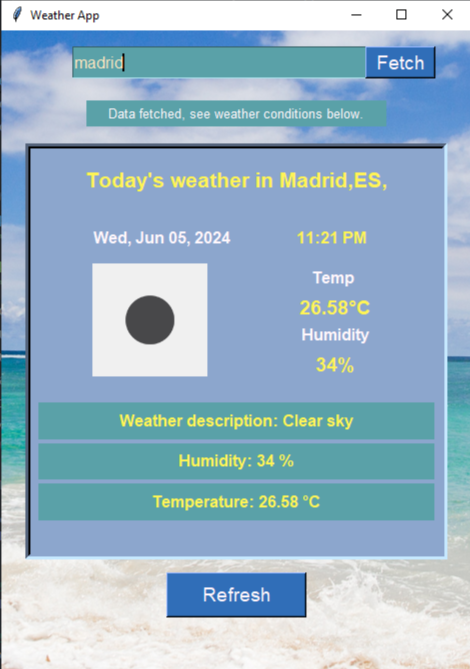 Weather App
madrid
Fetch
Data fetched, see weather conditions below.
Today's weather in Madrid,ES,
Wed, Jun 05, 2024
11:21 PM
Temp
26.58°C
Humidity
34%
Weather description: Clear sky
Humidity: 34 %
Temperature: 26.58 °C
Refresh